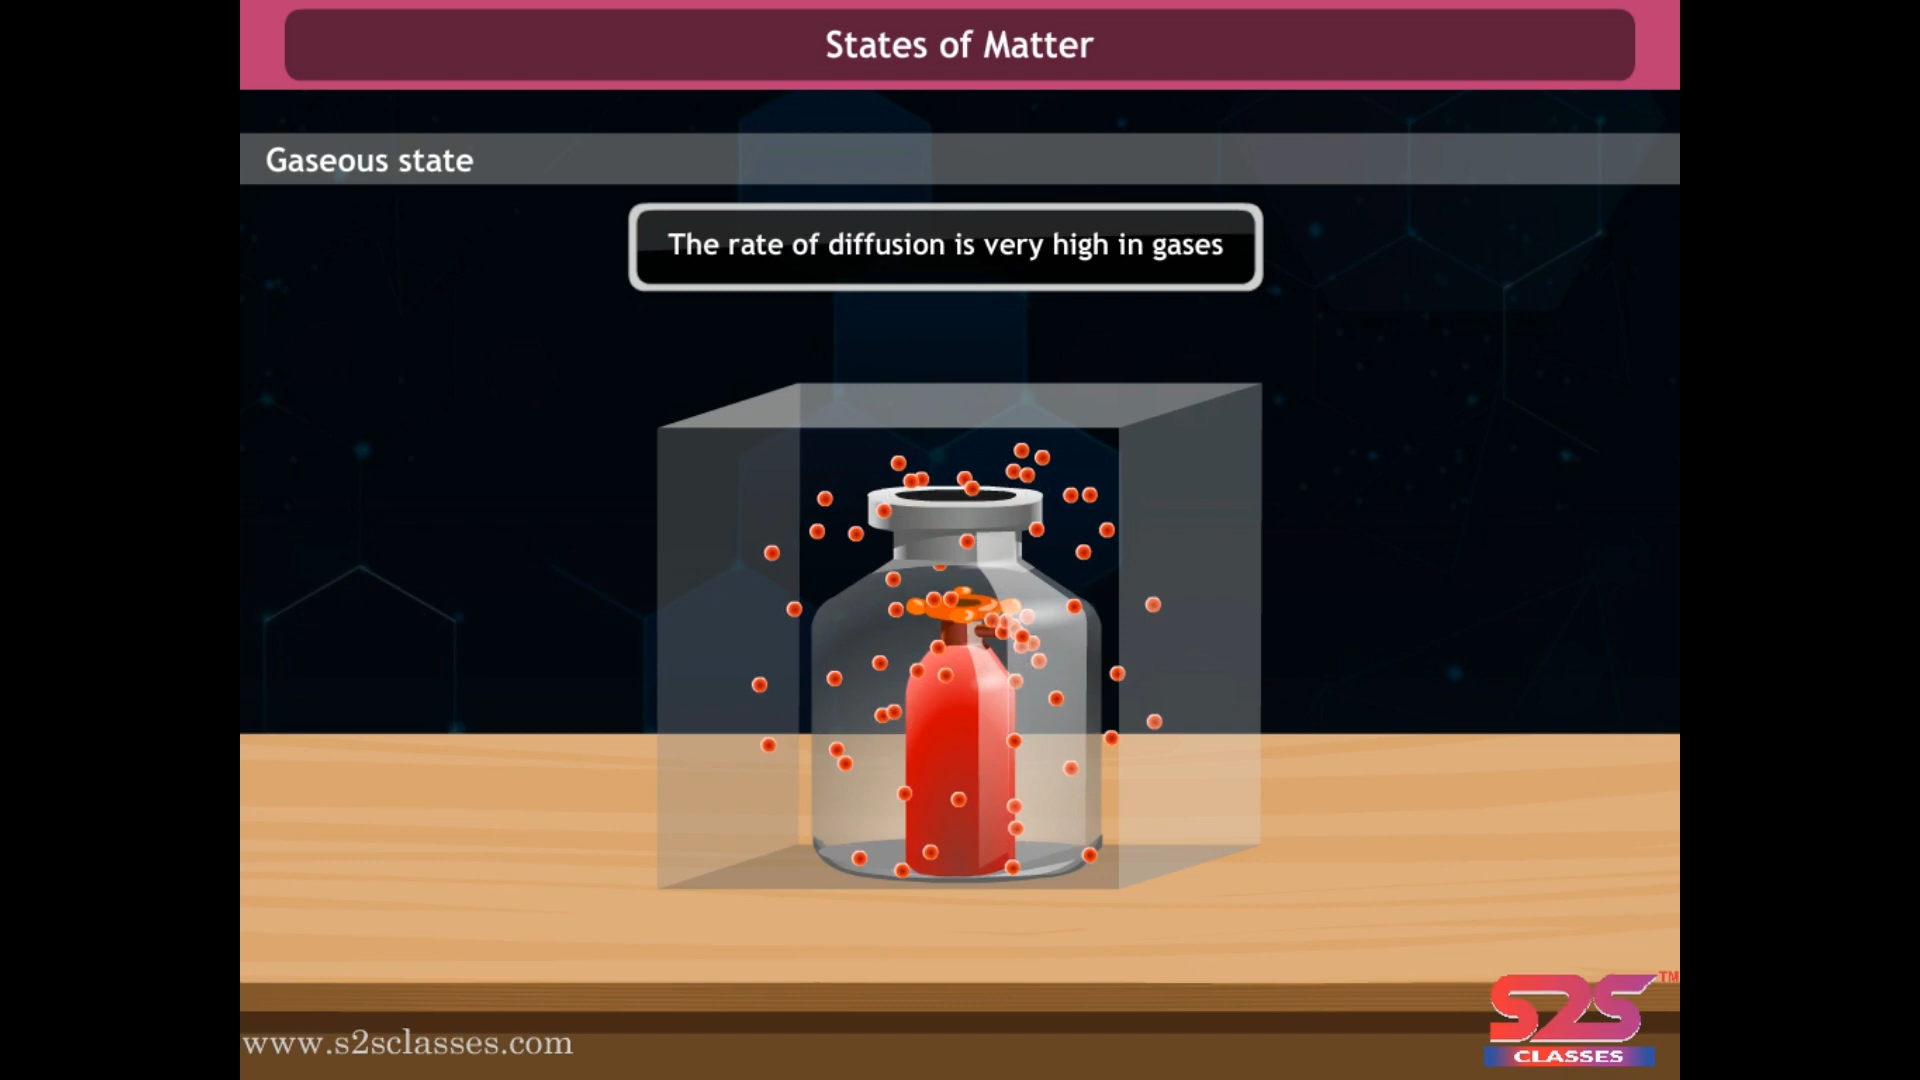 States of Matter
Gaseous state
The rate of diffusion is very high in gases
S2S TM
CLASSES
www.s2sclasses.com